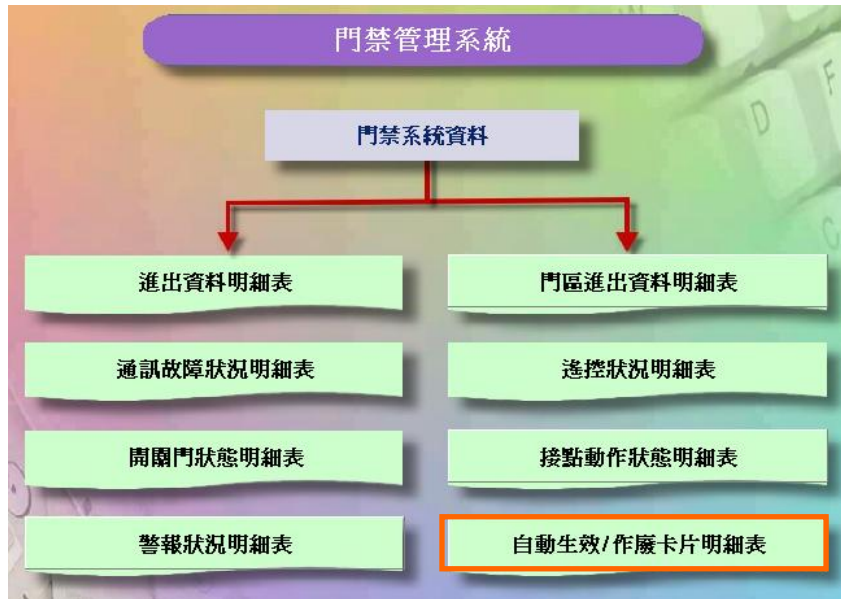 門禁管理系統
門禁系統資料
進出資料明細表
門區進出資料明細表
通訊故障狀況明細表
遙控狀況明細表
開關門狀態明細表
接點動作狀態明細表
警報狀況明細表
自動生效/作廢卡片明細表
D
F
C